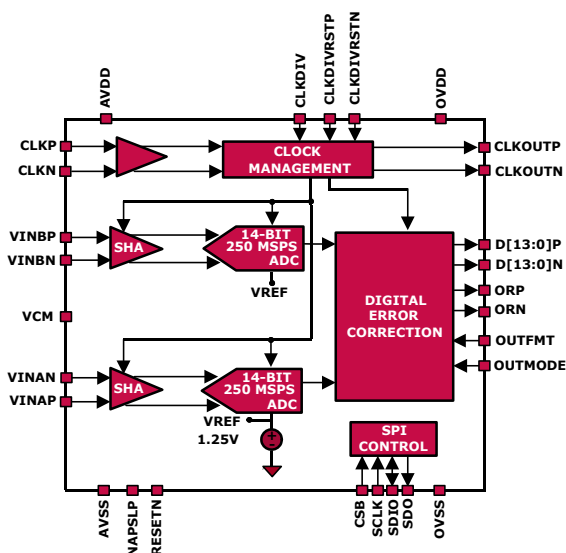 AVDD
CLKDIV
CLKDIVRSTP
CLKDIVRSTN
OVDD
CLKP
CLKN
CLOCK
MANAGEMENT
CLKOUTP
CLKOUTN
VINBP
VINBN
SHA
14-BIT
250 MSPS
ADC
VREF
VCM
DIGITAL
ERROR
CORRECTION
D[13:0]P
D[13:0]N
ORP
ORN
OUTFMT
OUTMODE
VINAN
VINAP
SHA
14-BIT
250 MSPS
ADC
VREF
1.25V
+
–
SPI
CONTROL
AVSS
NAPSLP
RESETN
CSB
SCLK
SDIO
SDO
OVSS